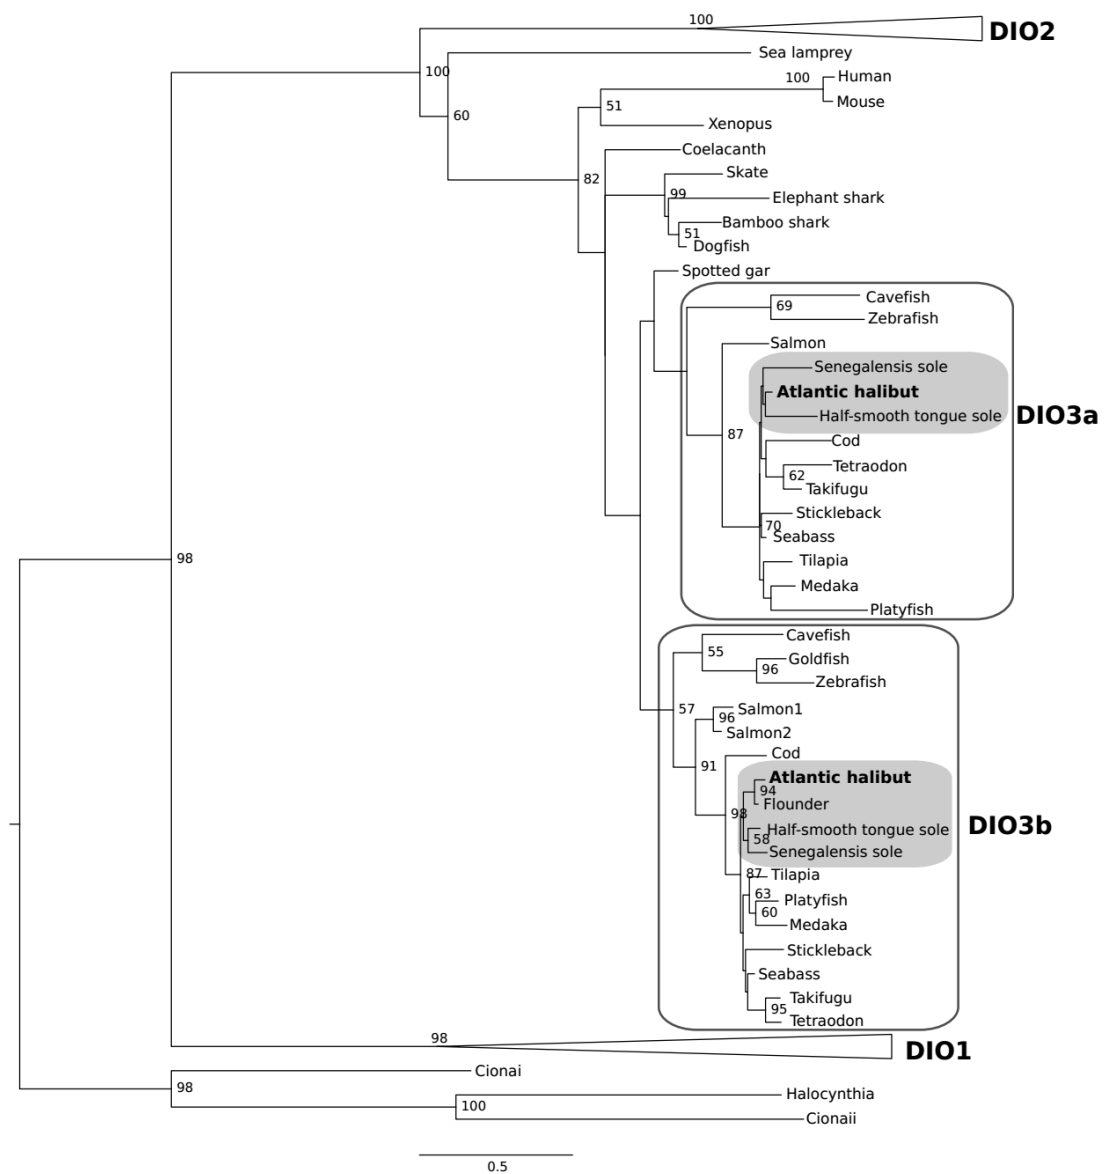 100
DIO2
Sea lamprey
100
Human
100
Mouse
60
51
Xenopus
Coelacanth
82
Skate
99
Elephant shark
Bamboo shark
51
Dogfish
Spotted gar
Cavefish
69
Zebrafish
Salmon
Senegalensis sole
Atlantic halibut
Half-smooth tongue sole
DIO3a
87
Cod
Tetraodon
62
Takifugu
Stickleback
70
Seabass
98
Tilapia
Medaka
Platyfish
Cavefish
55
Goldfish
96
Zebrafish
57
Salmon1
96
Salmon2
Cod
91
Atlantic halibut
94
Flounder
98
Half-smooth tongue sole
DIO3b
58
Senegalensis sole
87
Tilapia
63
Platyfish
60
Medaka
Stickleback
Seabass
Takifugu
95
Tetraodon
98
DIO1
Cionai
98
Halocynthia
100
Cionaii
0.5